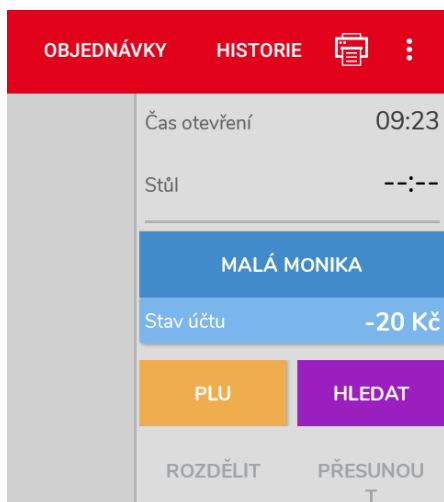 OBJEDNÁVKY HISTORIE
Čas otevření 09:23
Stůl --:--
MALÁ MONIKA
Stav účtu -20 Kč
PLU HLEDAT
ROZDĚLIT PŘESUNOU
T